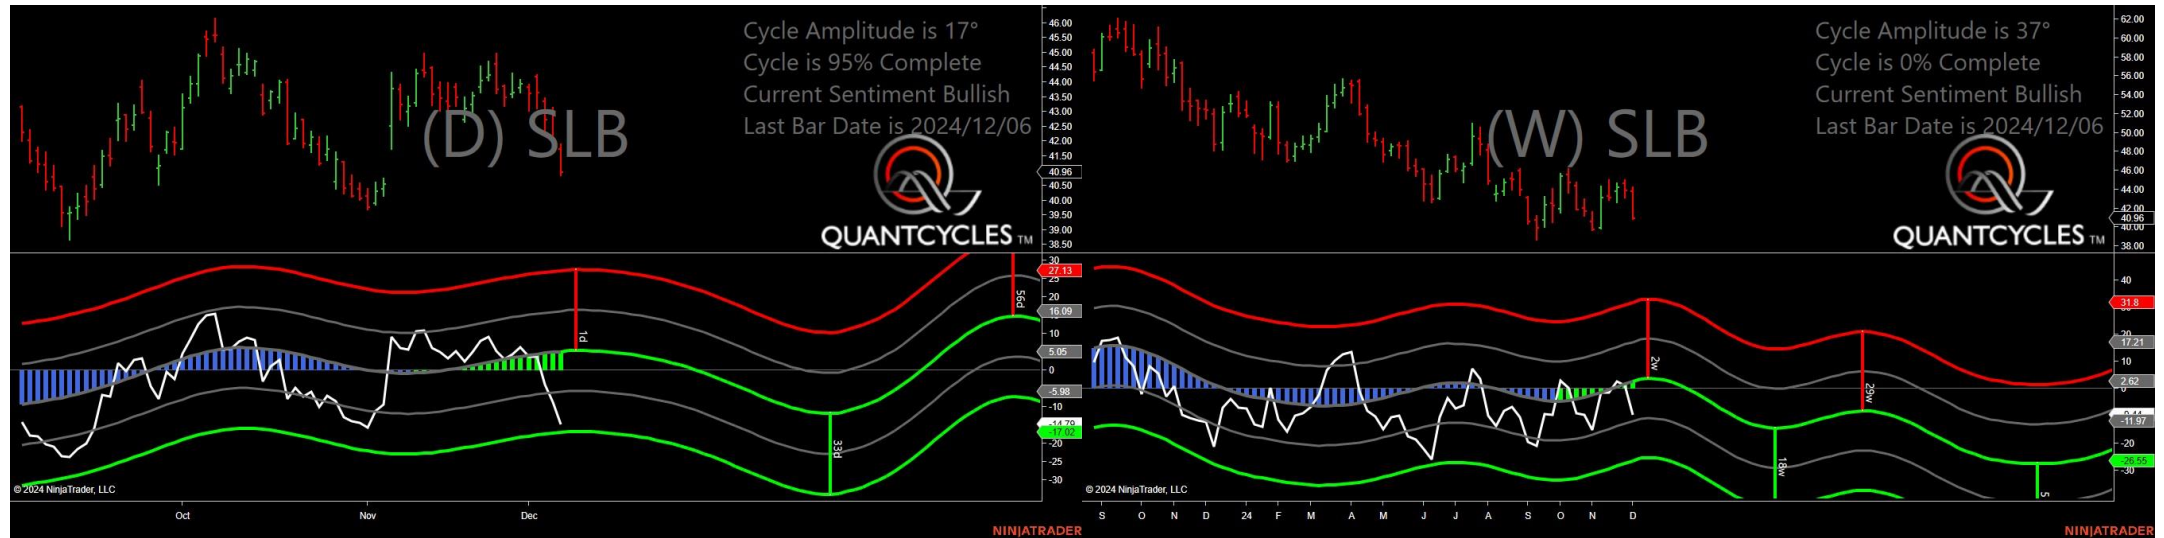 Cycle Amplitude is 17°
Cycle is 95% Complete
Current Sentiment Bullish
Last Bar Date is 2024/12/06
(D) SLB
QUANTCYCLES TM
46.00
45.50
45.00
44.50
44.00
43.50
43.00
42.50
42.00
41.50
40.96
40.50
40.00
39.50
39.00
38.50
30
27.13
25
20
16.09
10
5.05
0
-5.98
-10
-14.79
-17.02
-20
-25
-30
1d
33d
56d
© 2024 NinjaTrader, LLC
Oct Nov Dec
NINJATRADER
Cycle Amplitude is 37°
Cycle is 0% Complete
Current Sentiment Bullish
Last Bar Date is 2024/12/06
(W) SLB
QUANTCYCLES TM
62.00
60.00
58.00
56.00
54.00
52.00
50.00
48.00
46.00
44.00
42.00
40.96
40.00
38.00
40
31.8
20
17.21
10
2.62
0
-11.97
-20
-26.55
-30
2w
18w
29w
5
© 2024 NinjaTrader, LLC
S O N D 24 F M A M J J A S O N D
NINJATRADER